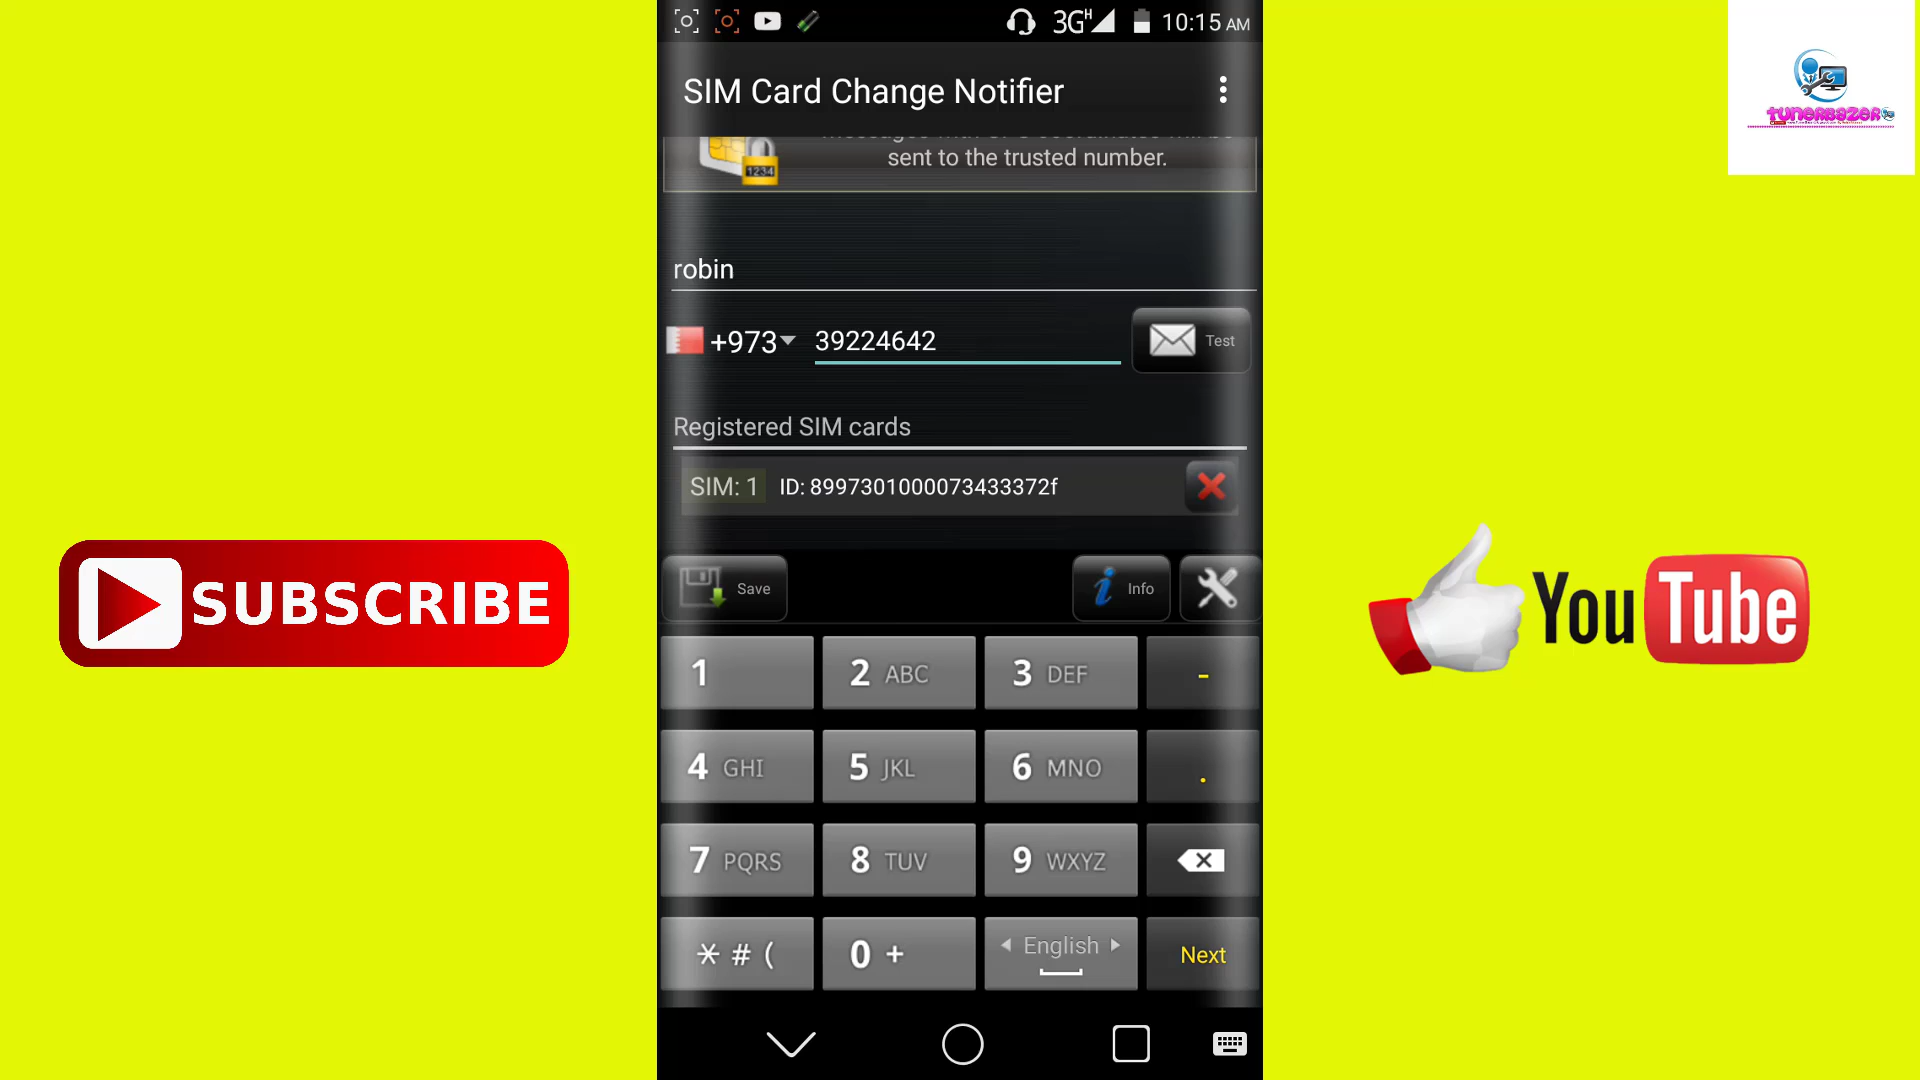 3G H 10:15 AM
SIM Card Change Notifier
sent to the trusted number.
1234
robin
+973 39224642 Test
Registered SIM cards
SIM: 1 ID: 8997301000073433372f
Save Info
1 2 ABC 3 DEF -
4 GHI 5 JKL 6 MNO .
7 PQRS 8 TUV 9 WXYZ
* # ( 0 + English Next
SUBSCRIBE
YouTube
TUNERBAZER